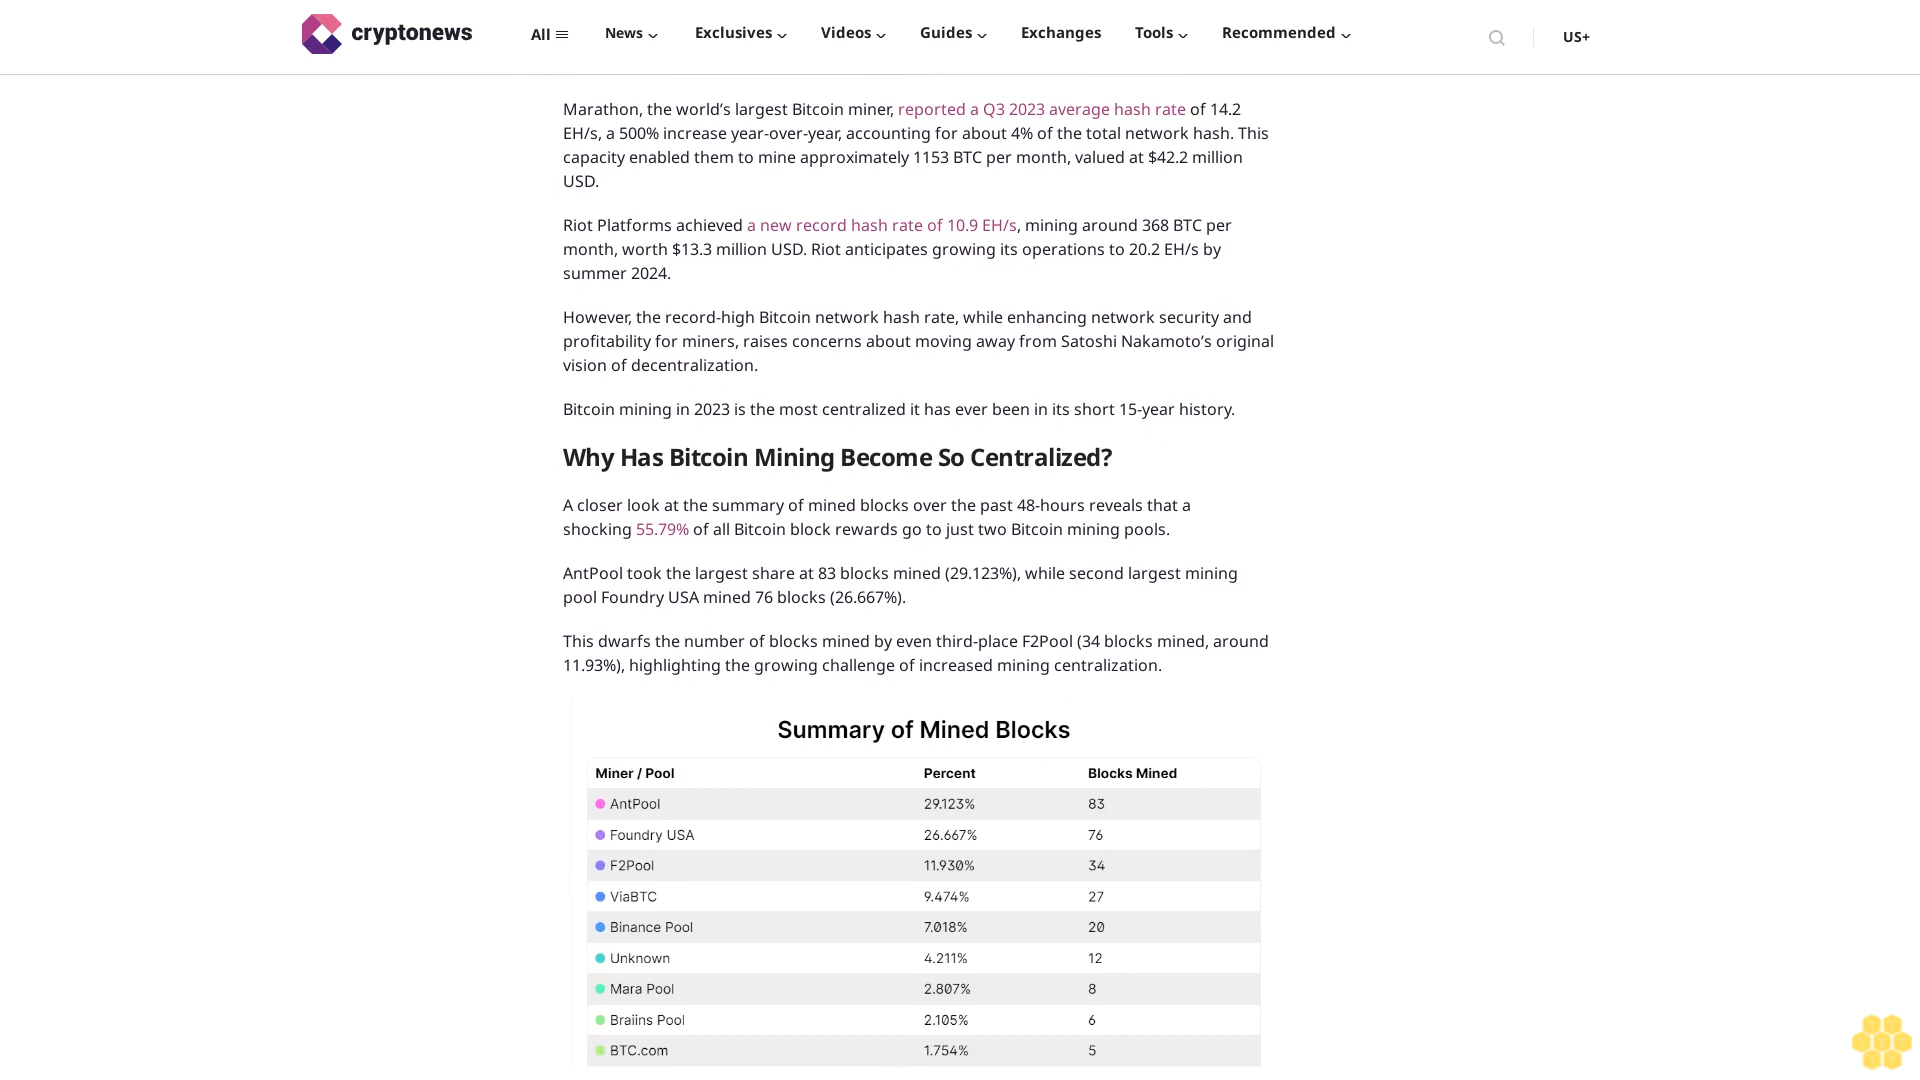 cryptonews
All
News
Exclusives
Videos
Guides
Exchanges
Tools
Recommended
US+
Marathon, the world’s largest Bitcoin miner, reported a Q3 2023 average hash rate of 14.2
EH/s, a 500% increase year-over-year, accounting for about 4% of the total network hash. This
capacity enabled them to mine approximately 1153 BTC per month, valued at $42.2 million
USD.
Riot Platforms achieved a new record hash rate of 10.9 EH/s, mining around 368 BTC per
month, worth $13.3 million USD. Riot anticipates growing its operations to 20.2 EH/s by
summer 2024.
However, the record-high Bitcoin network hash rate, while enhancing network security and
profitability for miners, raises concerns about moving away from Satoshi Nakamoto’s original
vision of decentralization.
Bitcoin mining in 2023 is the most centralized it has ever been in its short 15-year history.
Why Has Bitcoin Mining Become So Centralized?
A closer look at the summary of mined blocks over the past 48-hours reveals that a
shocking 55.79% of all Bitcoin block rewards go to just two Bitcoin mining pools.
AntPool took the largest share at 83 blocks mined (29.123%), while second largest mining
pool Foundry USA mined 76 blocks (26.667%).
This dwarfs the number of blocks mined by even third-place F2Pool (34 blocks mined, around
11.93%), highlighting the growing challenge of increased mining centralization.
Summary of Mined Blocks
Miner / Pool Percent Blocks Mined
AntPool 29.123% 83
Foundry USA 26.667% 76
F2Pool 11.930% 34
ViaBTC 9.474% 27
Binance Pool 7.018% 20
Unknown 4.211% 12
Mara Pool 2.807% 8
Braiins Pool 2.105% 6
BTC.com 1.754% 5